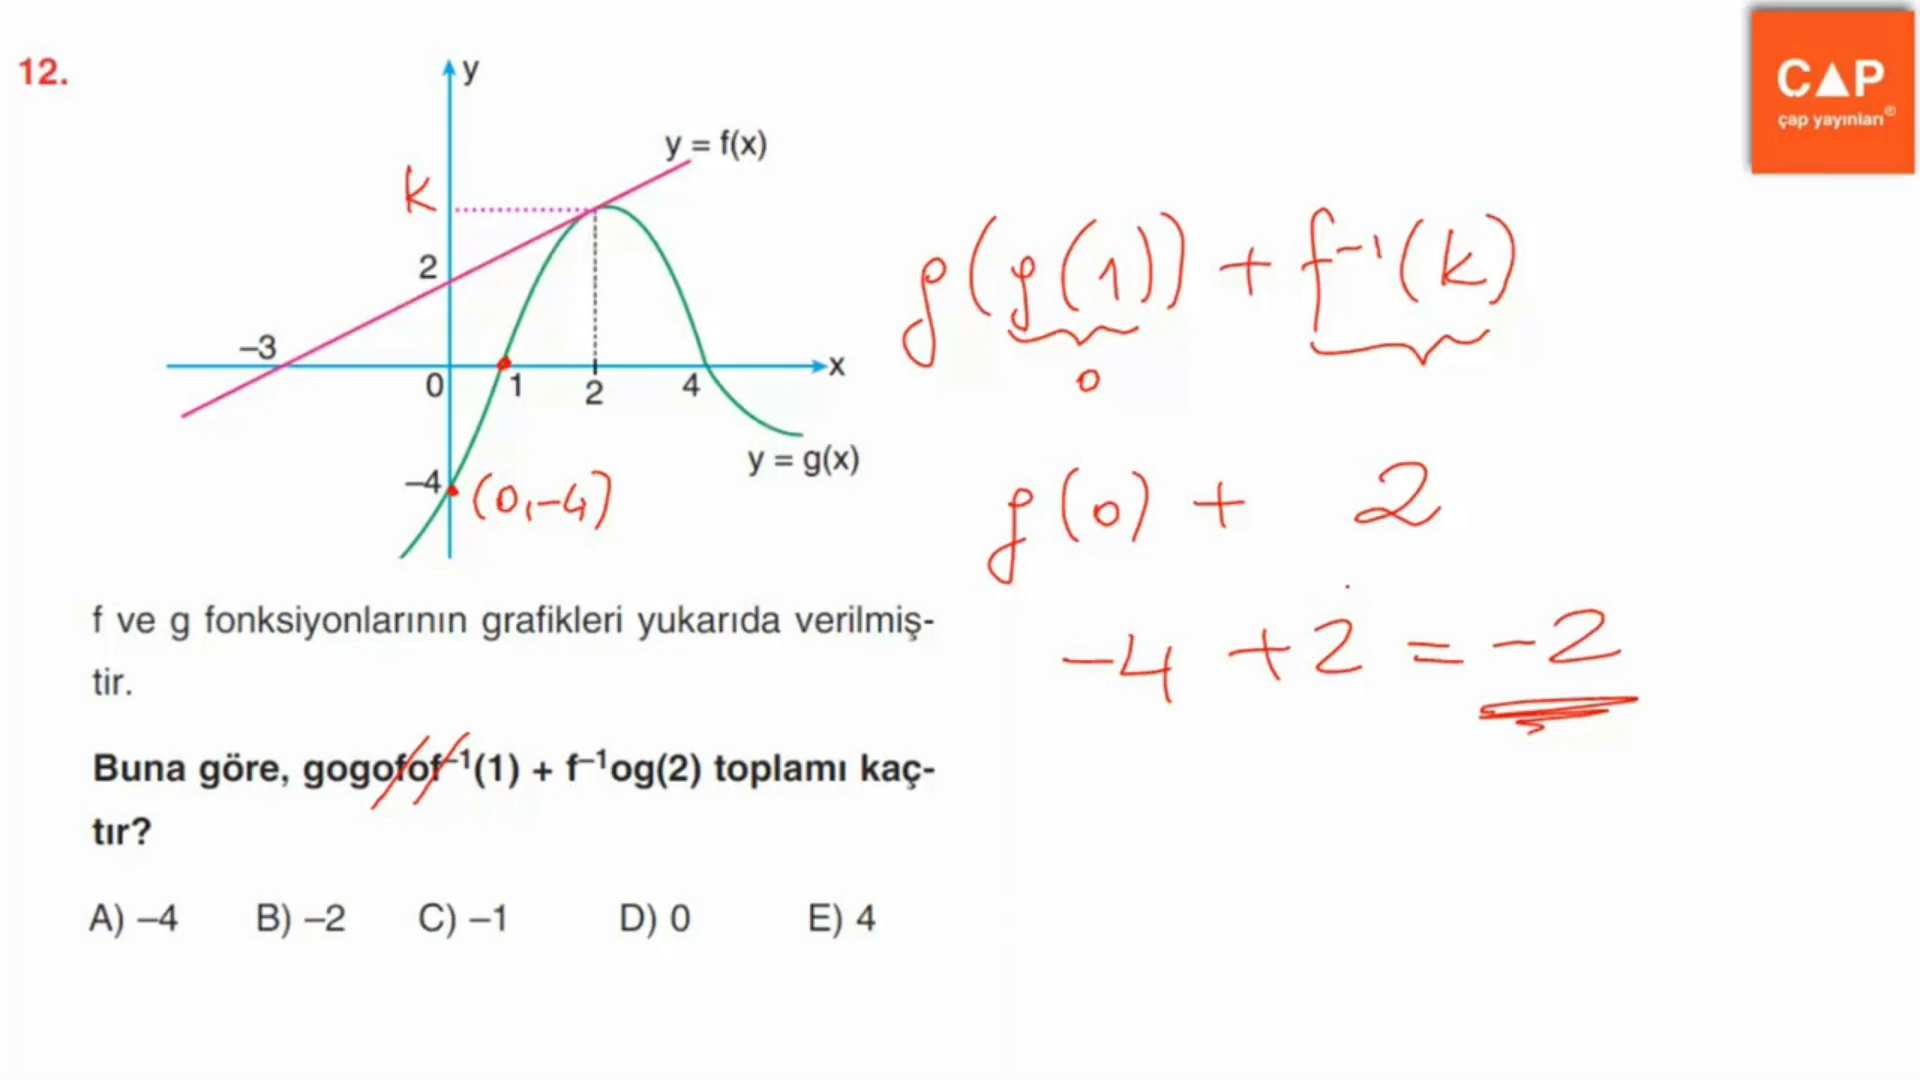 12.
ÇAP
çap yayınları®
y
y = f(x)
K
2
-3
0
1
2
4
x
-4
(0,-4)
y = g(x)
g(g(1)) + f⁻¹(k)
0
g(0) + 2
-4 +2 = -2
f ve g fonksiyonlarının grafikleri yukarıda verilmiş-
tir.
Buna göre, gogofof⁻¹(1) + f⁻¹og(2) toplamı kaç-
tır?
A) –4 B) –2 C) –1 D) 0 E) 4